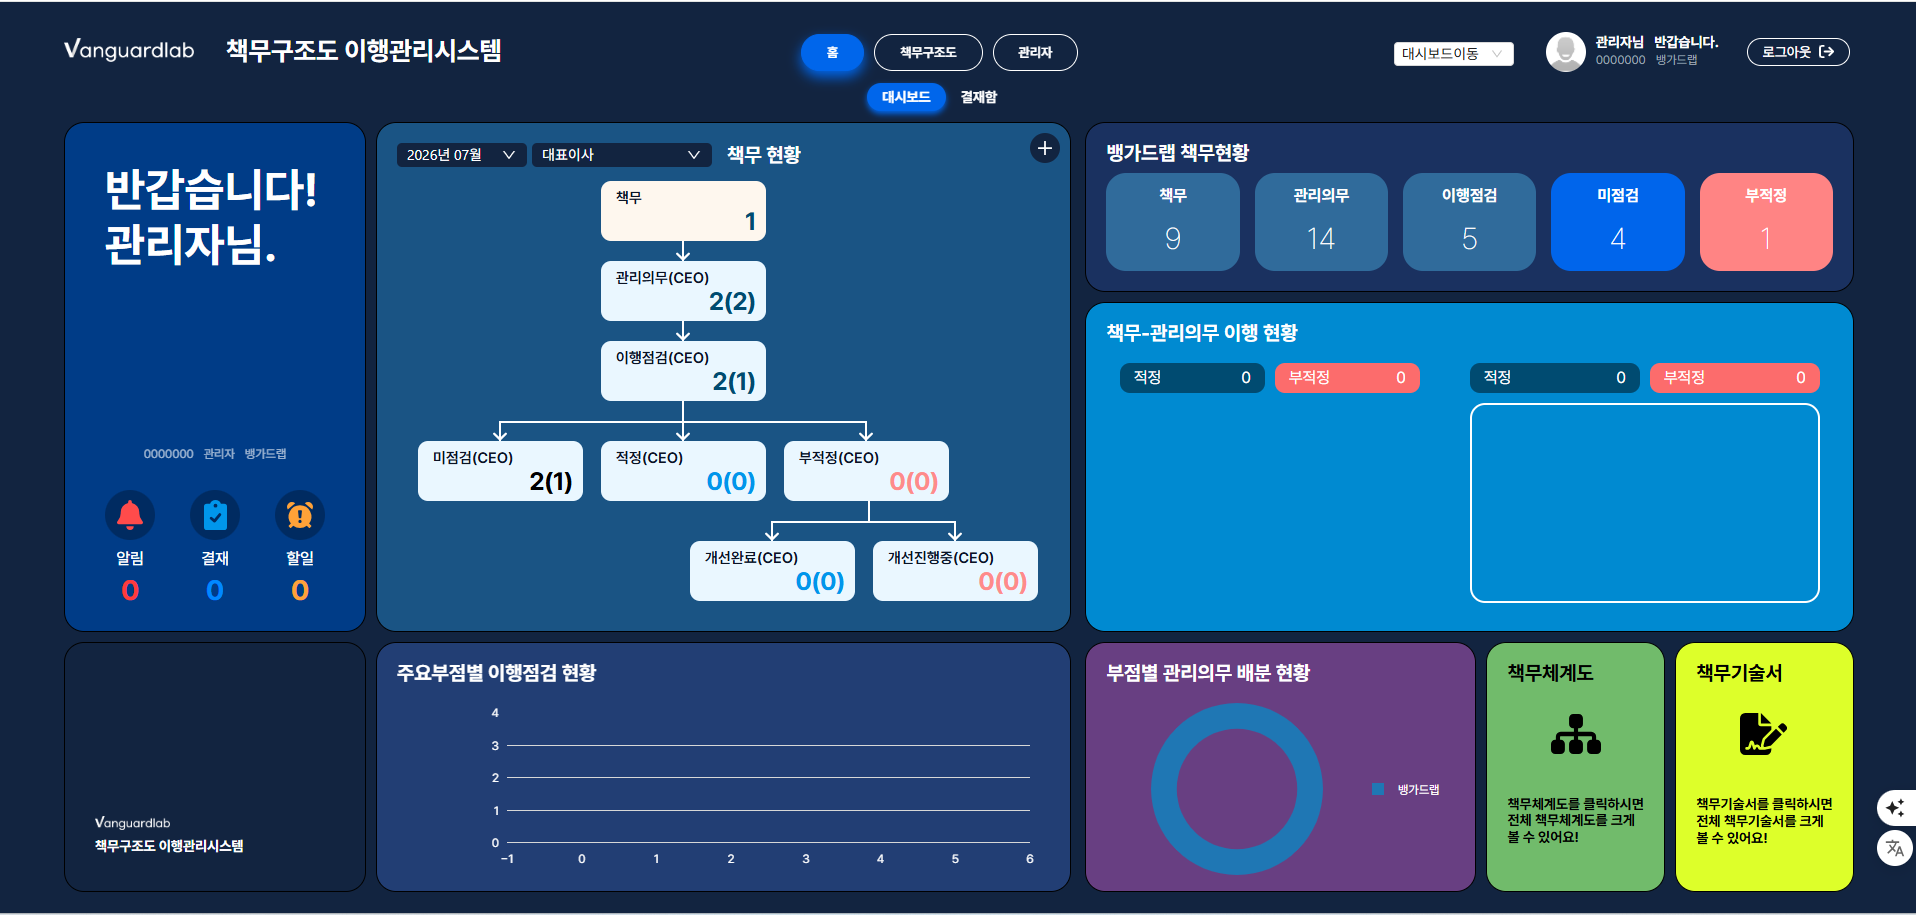 Vanguardlab 책무구조도 이행관리시스템
홈 책무구조도 관리자
대시보드이동
관리자님 반갑습니다.
0000000 뱅가드랩
로그아웃
대시보드 결재함
반갑습니다!
관리자님.
0000000 관리자 뱅가드랩
알림 결재 할일
0 0 0
2026년 07월 대표이사 책무 현황
책무
1
관리의무(CEO)
2(2)
이행점검(CEO)
2(1)
미점검(CEO)
2(1)
적정(CEO)
0(0)
부적정(CEO)
0(0)
개선완료(CEO)
0(0)
개선진행중(CEO)
0(0)
뱅가드랩 책무현황
책무 관리의무 이행점검 미점검 부적정
9 14 5 4 1
책무-관리의무 이행 현황
적정 0 부적정 0 적정 0 부적정 0
Vanguardlab
책무구조도 이행관리시스템
주요부점별 이행점검 현황
4
3
2
1
0
-1 0 1 2 3 4 5 6
부점별 관리의무 배분 현황
뱅가드랩
책무체계도
책무체계도를 클릭하시면
전체 책무체계도를 크게
볼 수 있어요!
책무기술서
책무기술서를 클릭하시면
전체 책무기술서를 크게
볼 수 있어요!